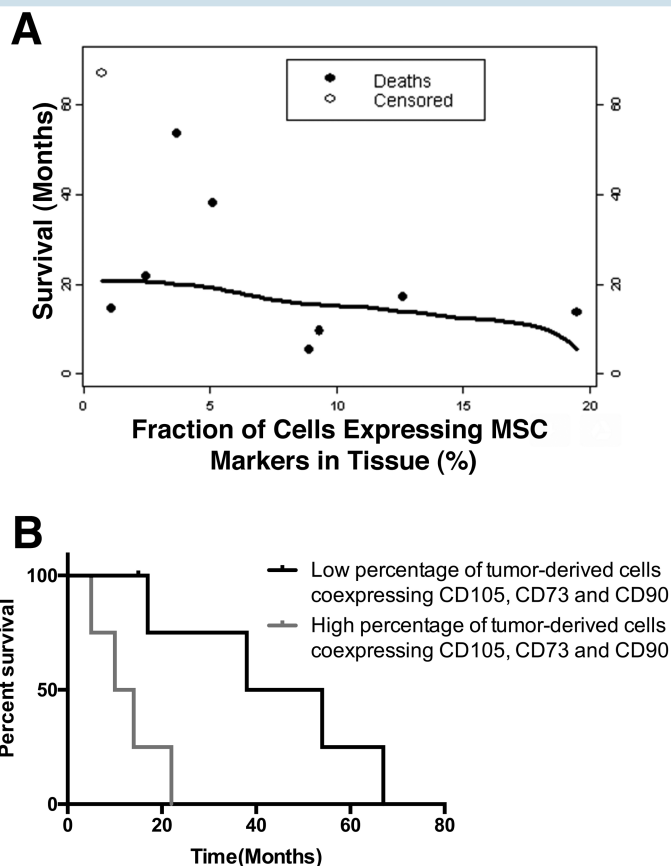 A
Deaths
Censored
Survival (Months)
60
40
20
0
60
40
20
0
0 5 10 15 20
Fraction of Cells Expressing MSC
Markers in Tissue (%)
B
Percent survival
100
50
0
Low percentage of tumor-derived cells
coexpressing CD105, CD73 and CD90
High percentage of tumor-derived cells
coexpressing CD105, CD73 and CD90
0 20 40 60 80
Time(Months)